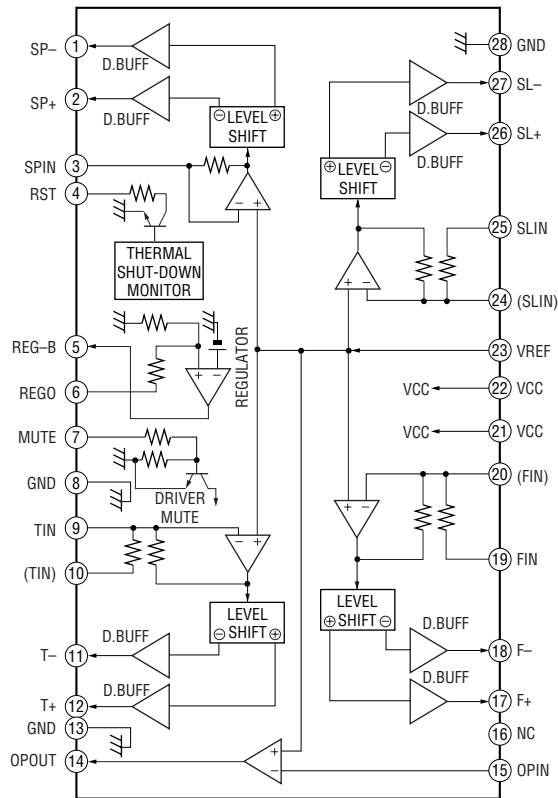 SP– 1
D.BUFF
SP+ 2
D.BUFF
⊖ LEVEL ⊕
SHIFT
SPIN 3
RST 4
– +
THERMAL
SHUT-DOWN
MONITOR
REG–B 5
REGO 6
+ –
REGULATOR
MUTE 7
GND 8
DRIVER
MUTE
TIN 9
(TIN) 10
– +
LEVEL
⊖ SHIFT ⊕
T– 11
D.BUFF
T+ 12
D.BUFF
GND 13
OPOUT 14
+
–
28 GND
27 SL–
D.BUFF
26 SL+
D.BUFF
⊕ LEVEL ⊖
SHIFT
25 SLIN
+ –
24 (SLIN)
23 VREF
VCC 22 VCC
VCC 21 VCC
20 (FIN)
+ –
19 FIN
LEVEL
⊕ SHIFT ⊖
D.BUFF
18 F–
D.BUFF
17 F+
16 NC
15 OPIN